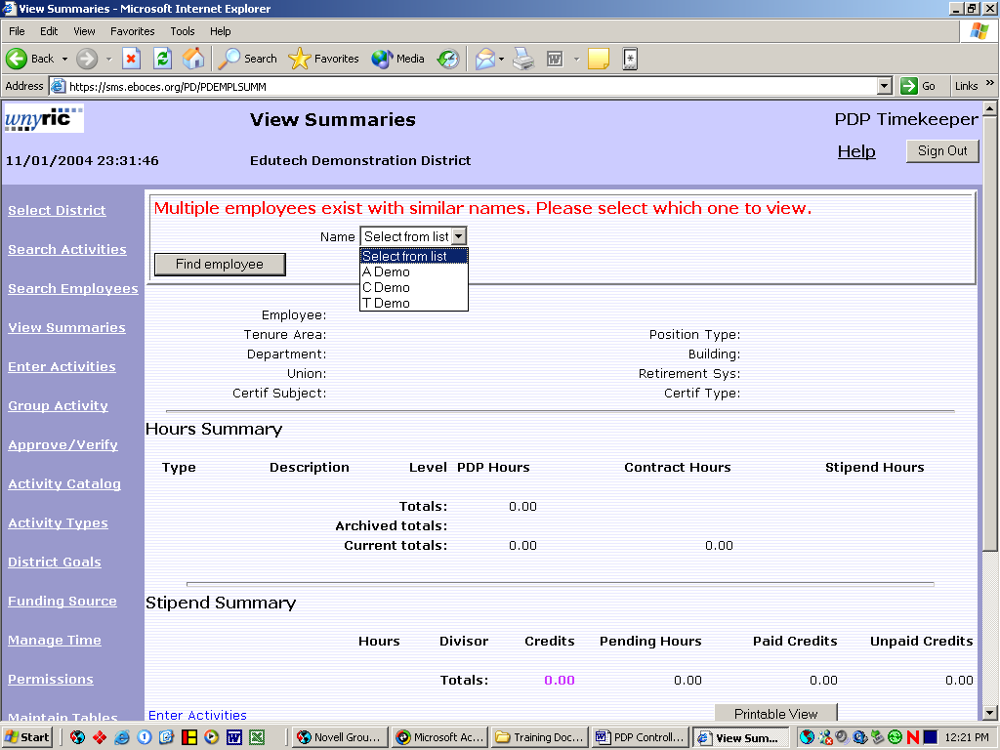 View Summaries - Microsoft Internet Explorer
File Edit View Favorites Tools Help
Back Search Favorites Media
Address https://sms.eboces.org/PD/PDEMPLSUMM Go Links »
wnyric View Summaries PDP Timekeeper
Help Sign Out
11/01/2004 23:31:46 Edutech Demonstration District
Select District
Search Activities
Search Employees
View Summaries
Enter Activities
Group Activity
Approve/Verify
Activity Catalog
Activity Types
District Goals
Funding Source
Manage Time
Permissions
Maintain Tables
Multiple employees exist with similar names. Please select which one to view.
Name Select from list
Select from list
A Demo
C Demo
T Demo
Find employee
Employee:
Tenure Area: Position Type:
Department: Building:
Union: Retirement Sys:
Certif Subject: Certif Type:
Hours Summary
Type Description Level PDP Hours Contract Hours Stipend Hours
Totals: 0.00
Archived totals:
Current totals: 0.00 0.00
Stipend Summary
Hours Divisor Credits Pending Hours Paid Credits Unpaid Credits
Totals: 0.00 0.00 0.00 0.00
Enter Activities Printable View
Start Novell Grou... Microsoft Ac... Training Doc... PDP Controll... View Sum... 12:21 PM